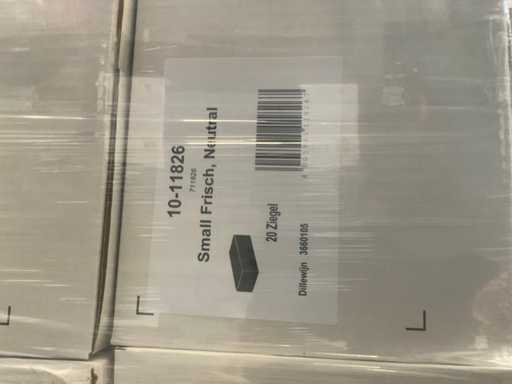 10-11826
711826
Small Frisch, Neutral
20 Ziegel
Dillewijn 3660105